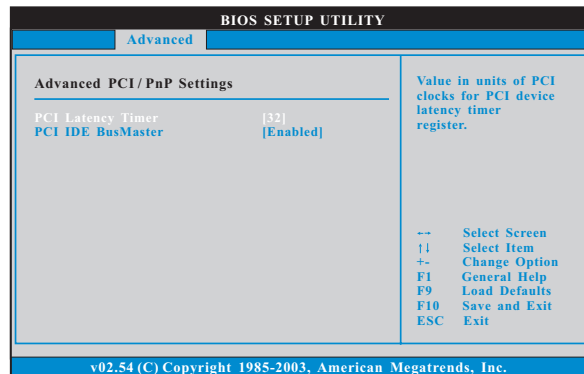 BIOS SETUP UTILITY
Advanced
Advanced PCI / PnP Settings
PCI Latency Timer [32]
PCI IDE BusMaster [Enabled]
Value in units of PCI
clocks for PCI device
latency timer
register.
←→ Select Screen
↑↓ Select Item
+- Change Option
F1 General Help
F9 Load Defaults
F10 Save and Exit
ESC Exit
v02.54 (C) Copyright 1985-2003, American Megatrends, Inc.